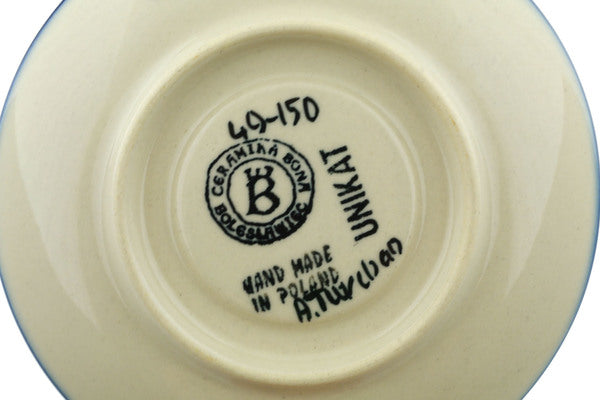 49-150
CERAMIKA BONA
B
BOLESŁAWIEC
UNIKAT
HAND MADE
IN POLAND